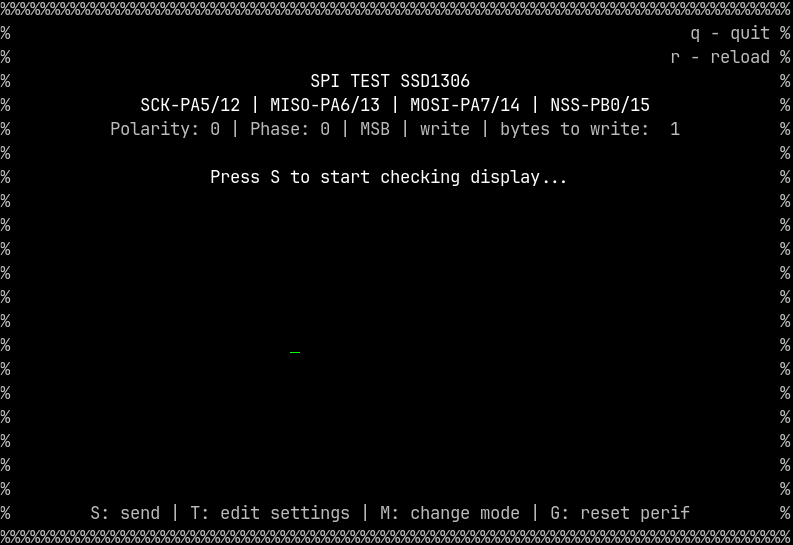 %%%%%%%%%%%%%%%%%%%%%%%%%%%%%%%%%%%%%%%%%%%%%%%%%%%%%%%%%%%%%%%%%%%%%%%%%%%%%%%%%
% q - quit %
% r - reload %
% SPI TEST SSD1306 %
% SCK-PA5/12 | MISO-PA6/13 | MOSI-PA7/14 | NSS-PB0/15 %
% Polarity: 0 | Phase: 0 | MSB | write | bytes to write: 1 %
% %
% Press S to start checking display... %
% %
% %
% %
% %
% %
% %
% _ %
% %
% %
% %
% %
% %
% %
% S: send | T: edit settings | M: change mode | G: reset perif %
%%%%%%%%%%%%%%%%%%%%%%%%%%%%%%%%%%%%%%%%%%%%%%%%%%%%%%%%%%%%%%%%%%%%%%%%%%%%%%%%%